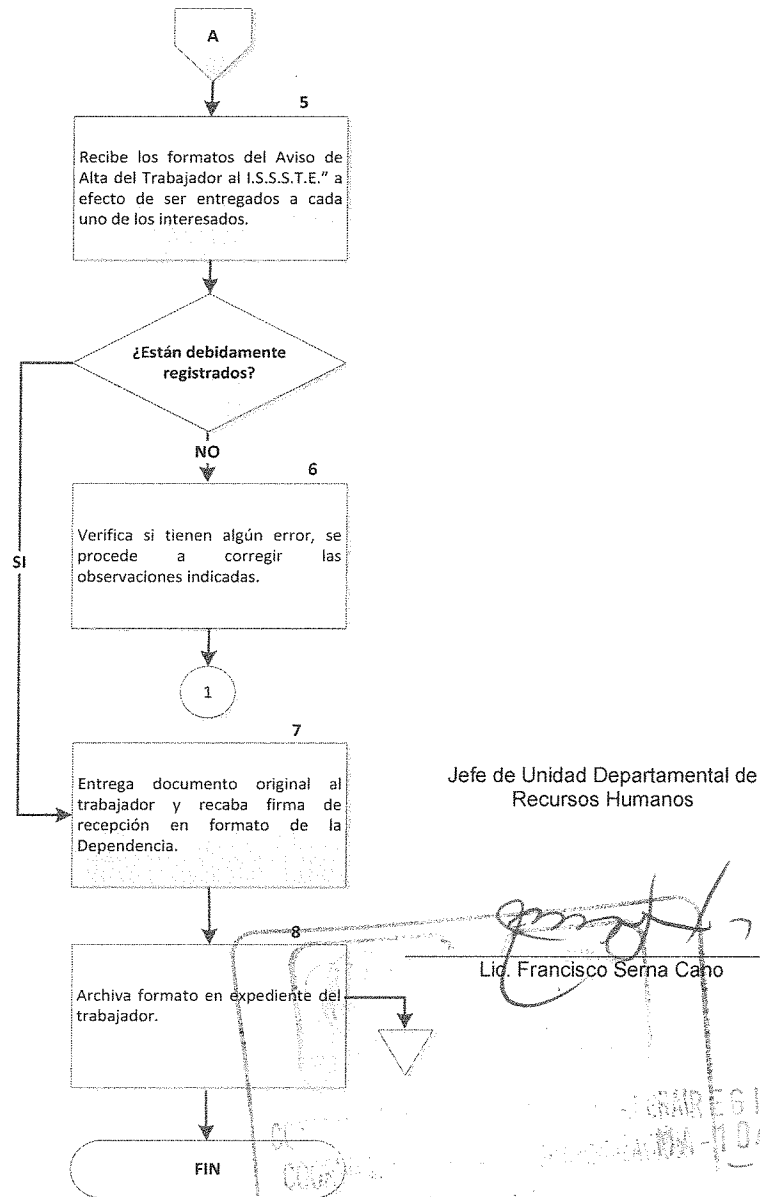 A
5
Recibe los formatos del Aviso de
Alta del Trabajador al I.S.S.S.T.E.” a
efecto de ser entregados a cada
uno de los interesados.
¿Están debidamente
registrados?
NO
6
SI
Verifica si tienen algún error, se
procede a corregir las
observaciones indicadas.
1
7
Entrega documento original al
trabajador y recaba firma de
recepción en formato de la
Dependencia.
Jefe de Unidad Departamental de
Recursos Humanos
8
Archiva formato en expediente del
trabajador.
Lic. Francisco Serna Cano
FIN